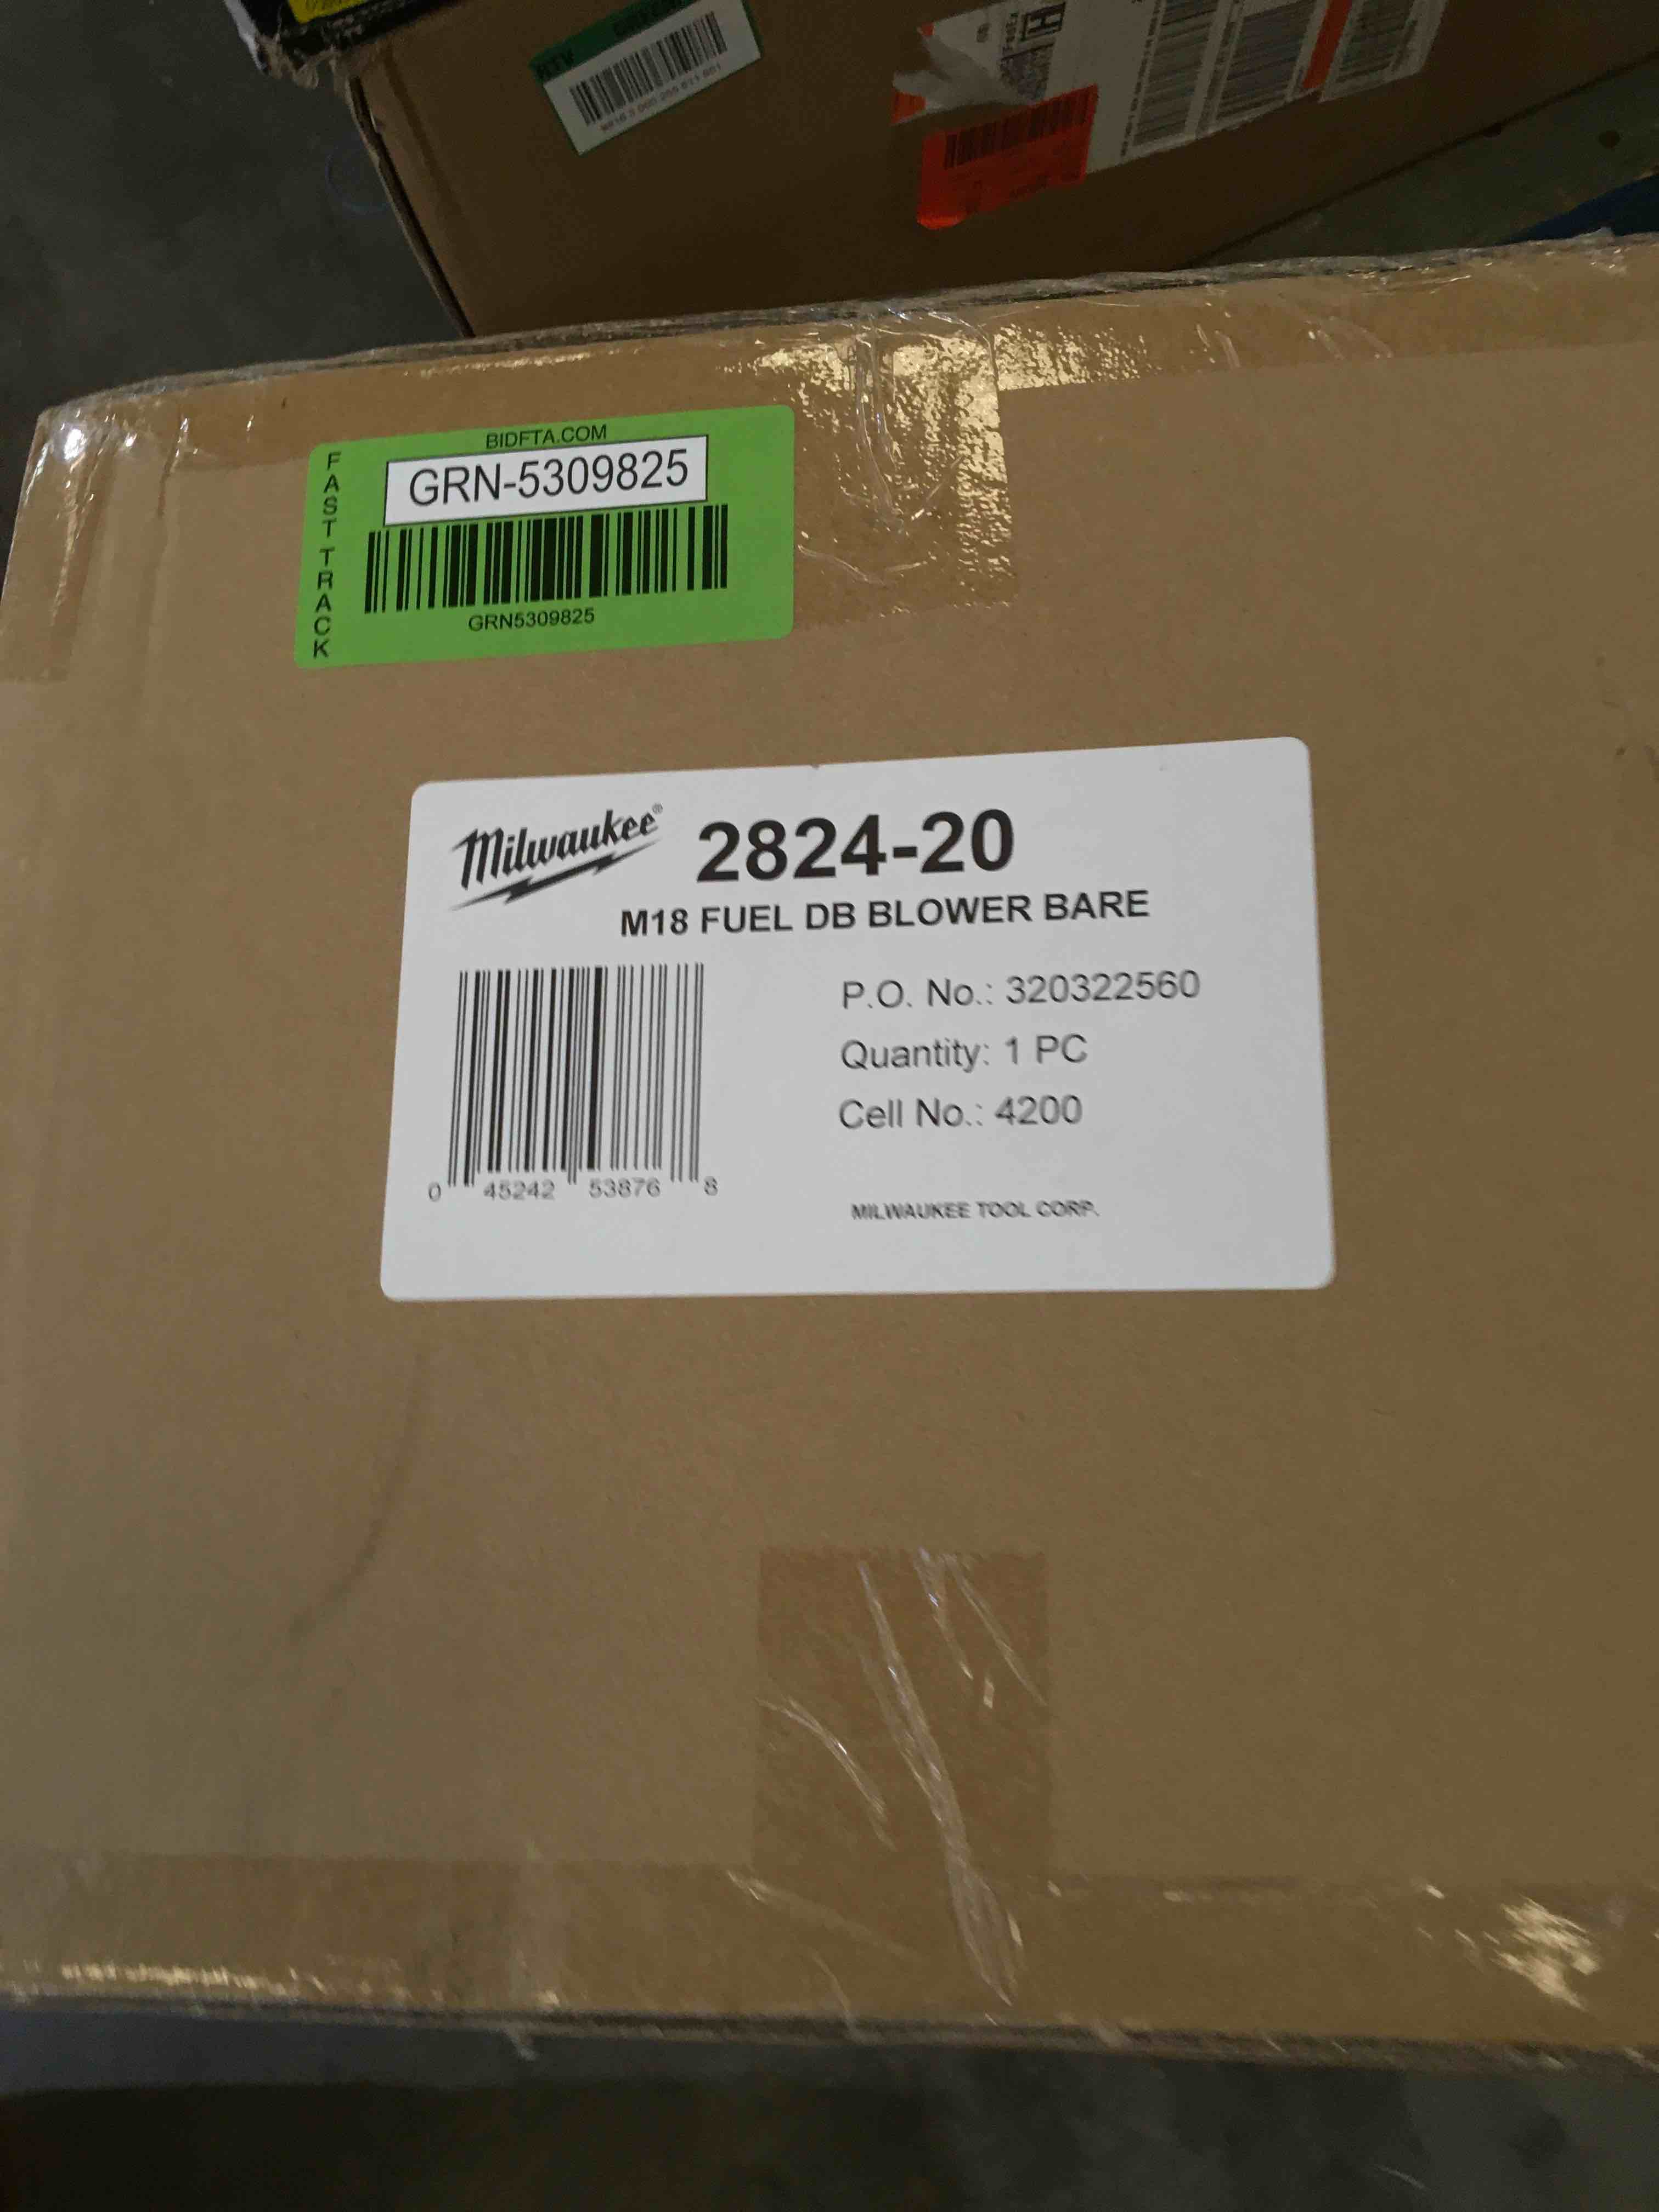 RTV
BIDFTA.COM
FAST TRACK
GRN-5309825
GRN5309825
Milwaukee® 2824-20
M18 FUEL DB BLOWER BARE
P.O. No.: 320322560
Quantity: 1 PC
Cell No.: 4200
0 45242 53876 8
MILWAUKEE TOOL CORP.